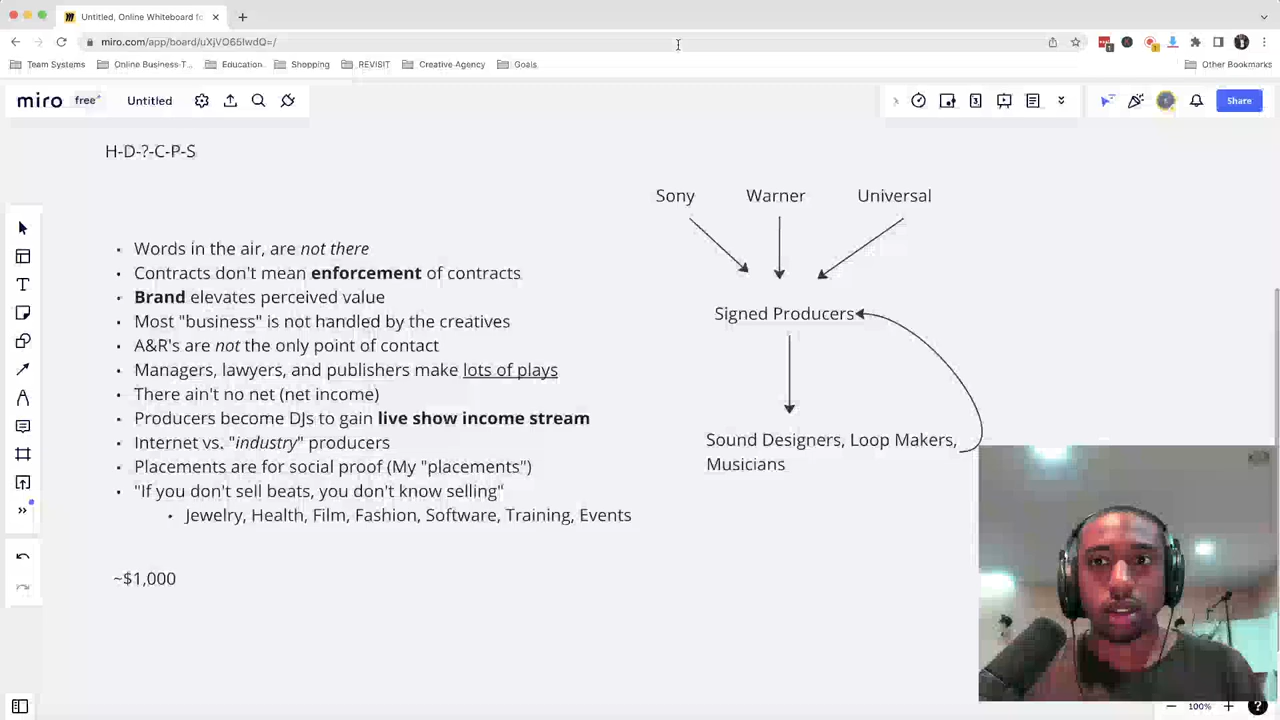 Untitled, Online Whiteboard fo
miro.com/app/board/uXjVO65IwdQ=/
Team Systems
Online Business T...
Education
Shopping
REVISIT
Creative Agency
Goals
Other Bookmarks
miro
free
Untitled
3
Share
H-D-?-C-P-S
Sony
Warner
Universal
• Words in the air, are not there
• Contracts don't mean enforcement of contracts
• Brand elevates perceived value
• Most "business" is not handled by the creatives
• A&R's are not the only point of contact
• Managers, lawyers, and publishers make lots of plays
• There ain't no net (net income)
• Producers become DJs to gain live show income stream
• Internet vs. "industry" producers
• Placements are for social proof (My "placements")
• "If you don't sell beats, you don't know selling"
• Jewelry, Health, Film, Fashion, Software, Training, Events
~$1,000
Signed Producers
Sound Designers, Loop Makers,
Musicians
100%
?